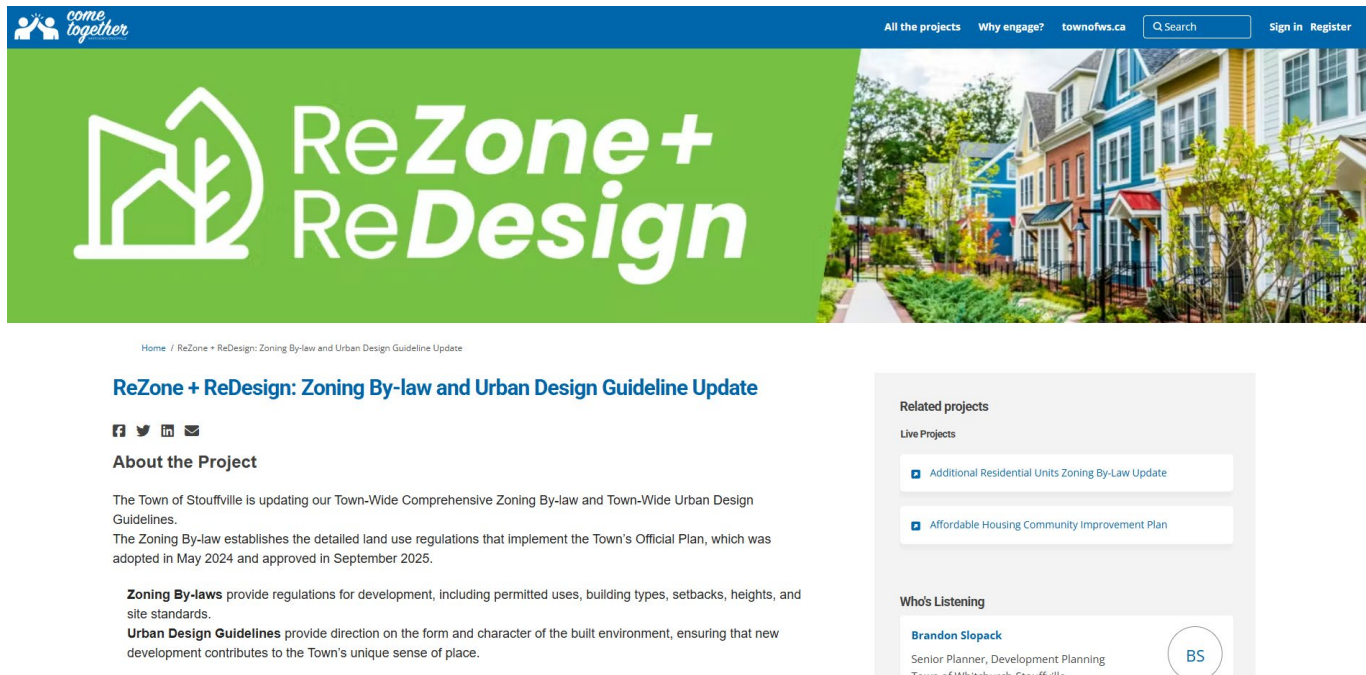 come together
All the projects Why engage? townofws.ca Search Sign in Register
ReZone+
ReDesign
Home / ReZone + ReDesign: Zoning By-law and Urban Design Guideline Update
ReZone + ReDesign: Zoning By-law and Urban Design Guideline Update
About the Project
The Town of Stouffville is updating our Town-Wide Comprehensive Zoning By-law and Town-Wide Urban Design
Guidelines.
The Zoning By-law establishes the detailed land use regulations that implement the Town's Official Plan, which was
adopted in May 2024 and approved in September 2025.
Zoning By-laws provide regulations for development, including permitted uses, building types, setbacks, heights, and
site standards.
Urban Design Guidelines provide direction on the form and character of the built environment, ensuring that new
development contributes to the Town's unique sense of place.
Related projects
Live Projects
Additional Residential Units Zoning By-Law Update
Affordable Housing Community Improvement Plan
Who's Listening
Brandon Slopack
BS
Senior Planner, Development Planning
Town of Whitchurch-Stouffville